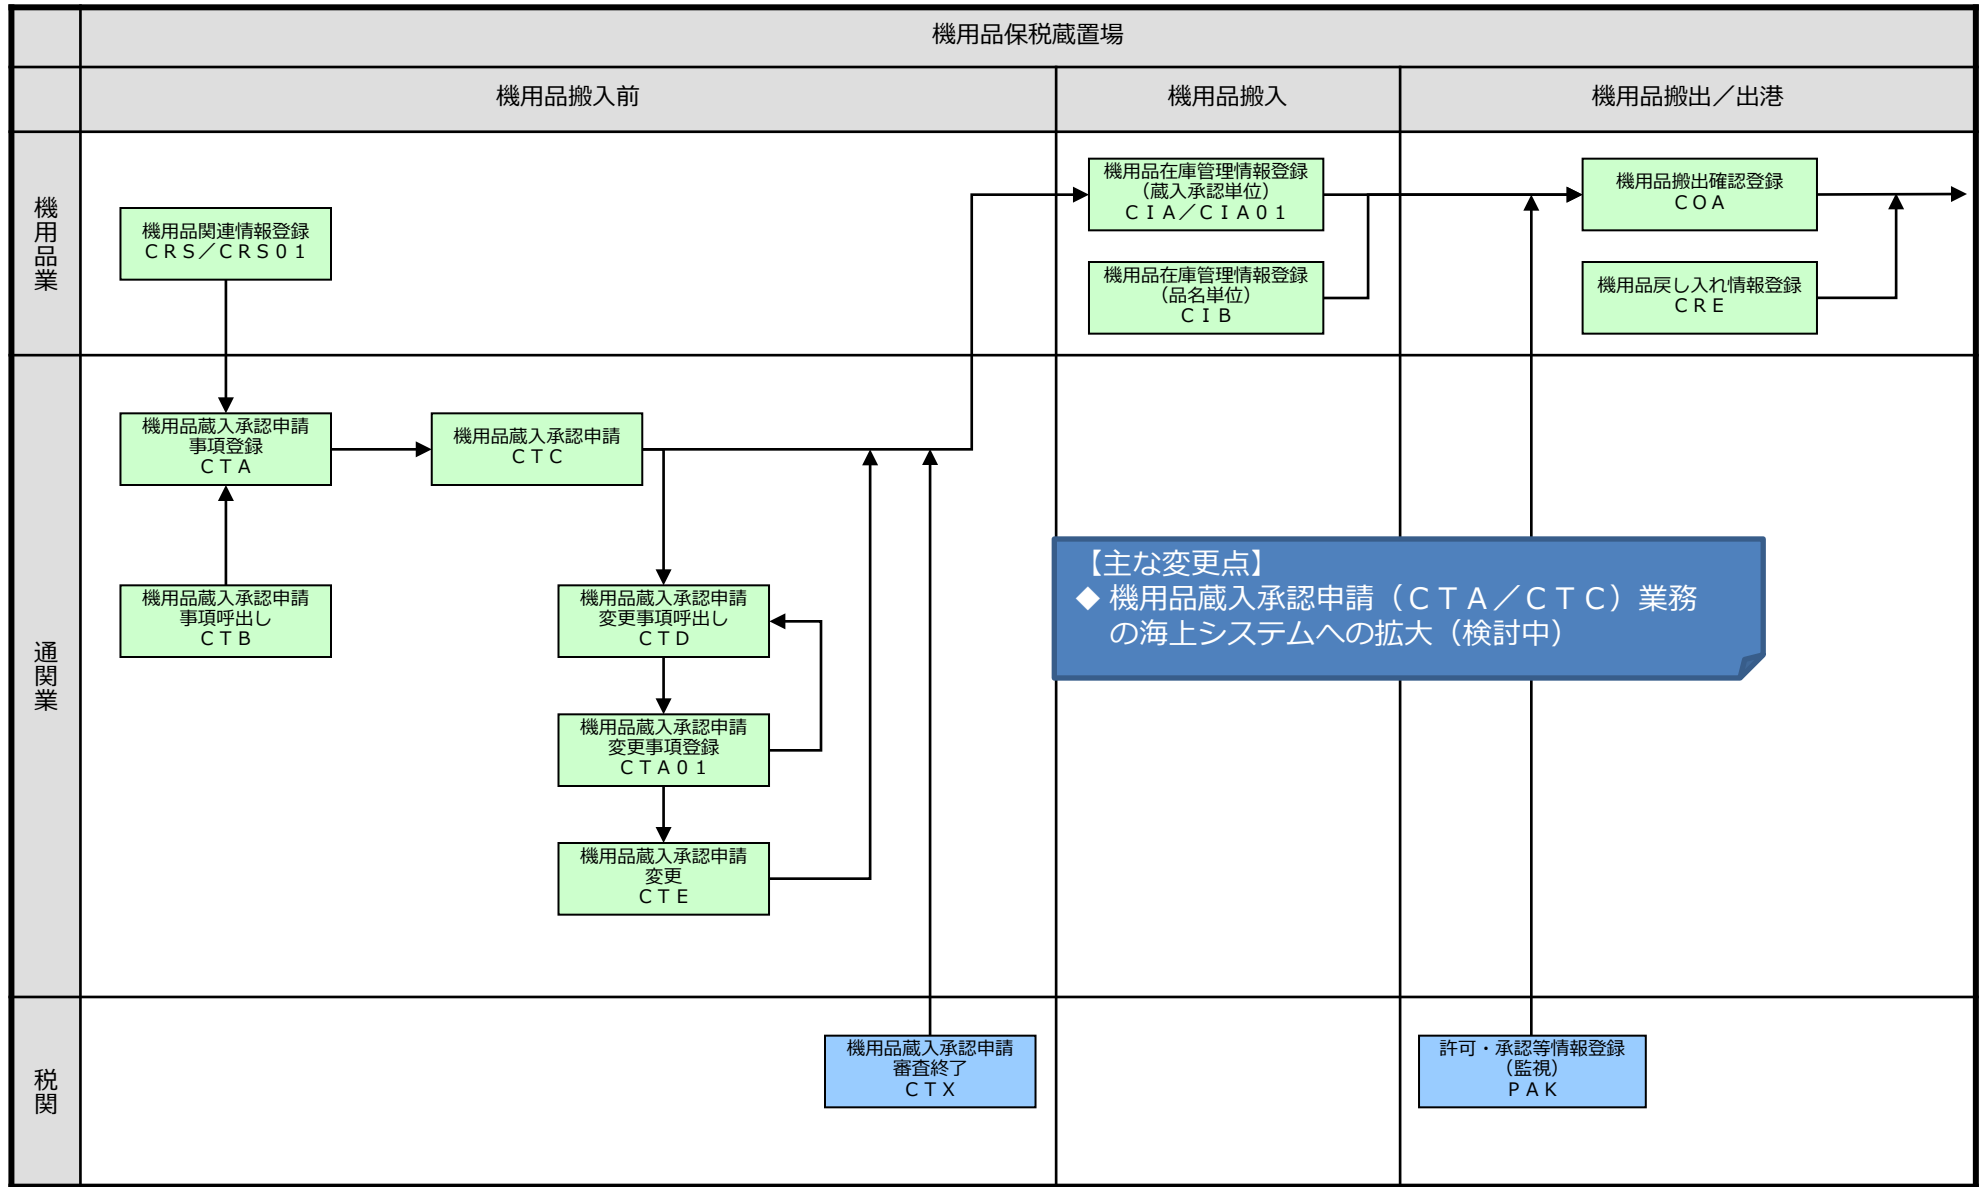 機用品保税蔵置場
機用品搬入前
機用品搬入
機用品搬出／出港
機用品業
機用品関連情報登録
ＣＲＳ／ＣＲＳ０１
機用品在庫管理情報登録
（蔵入承認単位）
ＣＩＡ／ＣＩＡ０１
機用品在庫管理情報登録
（品名単位）
ＣＩＢ
機用品搬出確認登録
ＣＯＡ
機用品戻し入れ情報登録
ＣＲＥ
通関業
機用品蔵入承認申請
事項登録
ＣＴＡ
機用品蔵入承認申請
ＣＴＣ
機用品蔵入承認申請
事項呼出し
ＣＴＢ
機用品蔵入承認申請
変更事項呼出し
ＣＴＤ
機用品蔵入承認申請
変更事項登録
ＣＴＡ０１
機用品蔵入承認申請
変更
ＣＴＥ
【主な変更点】
◆ 機用品蔵入承認申請（ＣＴＡ／ＣＴＣ）業務
の海上システムへの拡大（検討中）
税関
機用品蔵入承認申請
審査終了
ＣＴＸ
許可・承認等情報登録
（監視）
ＰＡＫ